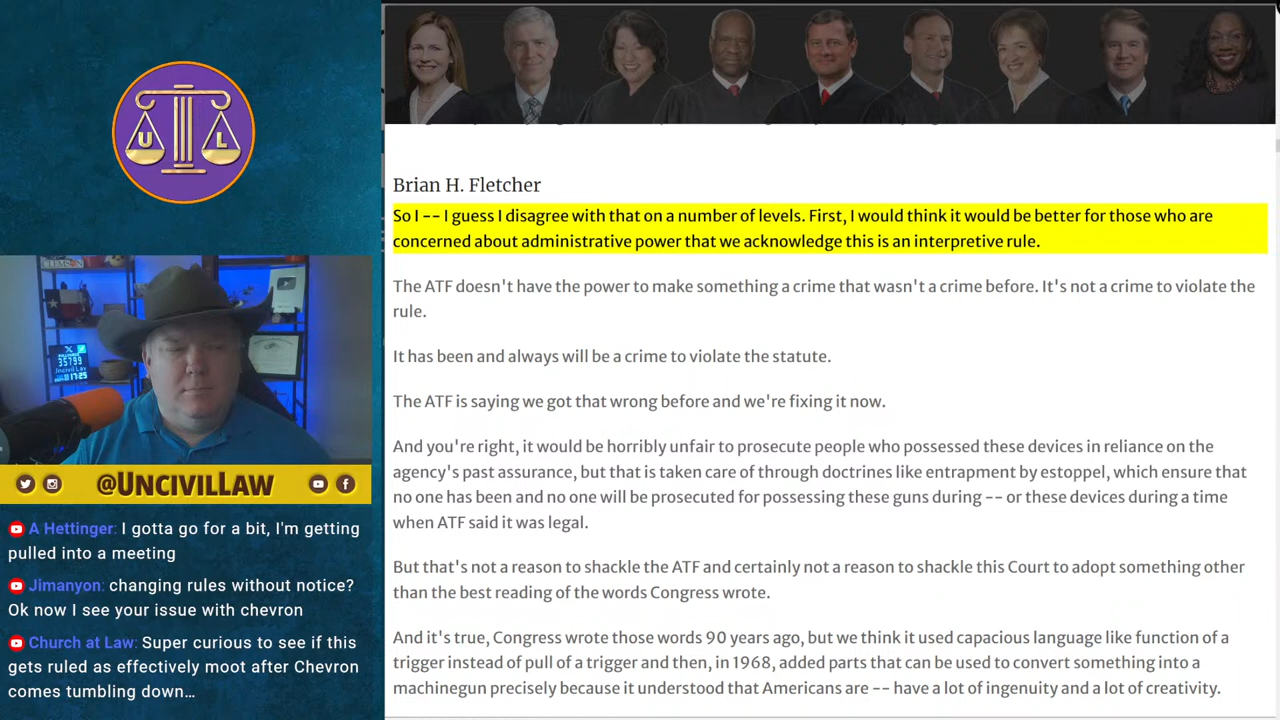 U L
CLEMSON
35799
Uncivil Law
17:25
@UNCIVILLAW
A Hettinger: I gotta go for a bit, I'm getting
pulled into a meeting
Jimanyon: changing rules without notice?
Ok now I see your issue with chevron
Church at Law: Super curious to see if this
gets ruled as effectively moot after Chevron
comes tumbling down…
Brian H. Fletcher
So I -- I guess I disagree with that on a number of levels. First, I would think it would be better for those who are
concerned about administrative power that we acknowledge this is an interpretive rule.
The ATF doesn't have the power to make something a crime that wasn't a crime before. It's not a crime to violate the
rule.
It has been and always will be a crime to violate the statute.
The ATF is saying we got that wrong before and we're fixing it now.
And you're right, it would be horribly unfair to prosecute people who possessed these devices in reliance on the
agency's past assurance, but that is taken care of through doctrines like entrapment by estoppel, which ensure that
no one has been and no one will be prosecuted for possessing these guns during -- or these devices during a time
when ATF said it was legal.
But that's not a reason to shackle the ATF and certainly not a reason to shackle this Court to adopt something other
than the best reading of the words Congress wrote.
And it's true, Congress wrote those words 90 years ago, but we think it used capacious language like function of a
trigger instead of pull of a trigger and then, in 1968, added parts that can be used to convert something into a
machinegun precisely because it understood that Americans are -- have a lot of ingenuity and a lot of creativity.